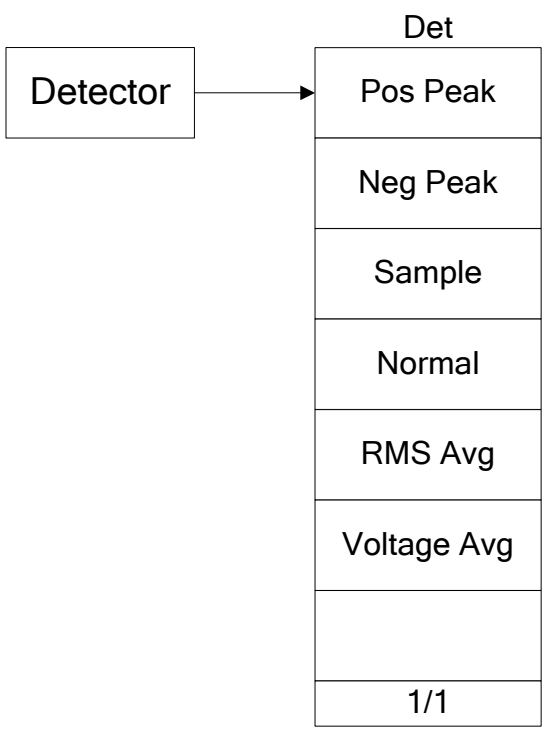 Det
Detector
Pos Peak
Neg Peak
Sample
Normal
RMS Avg
Voltage Avg
1/1